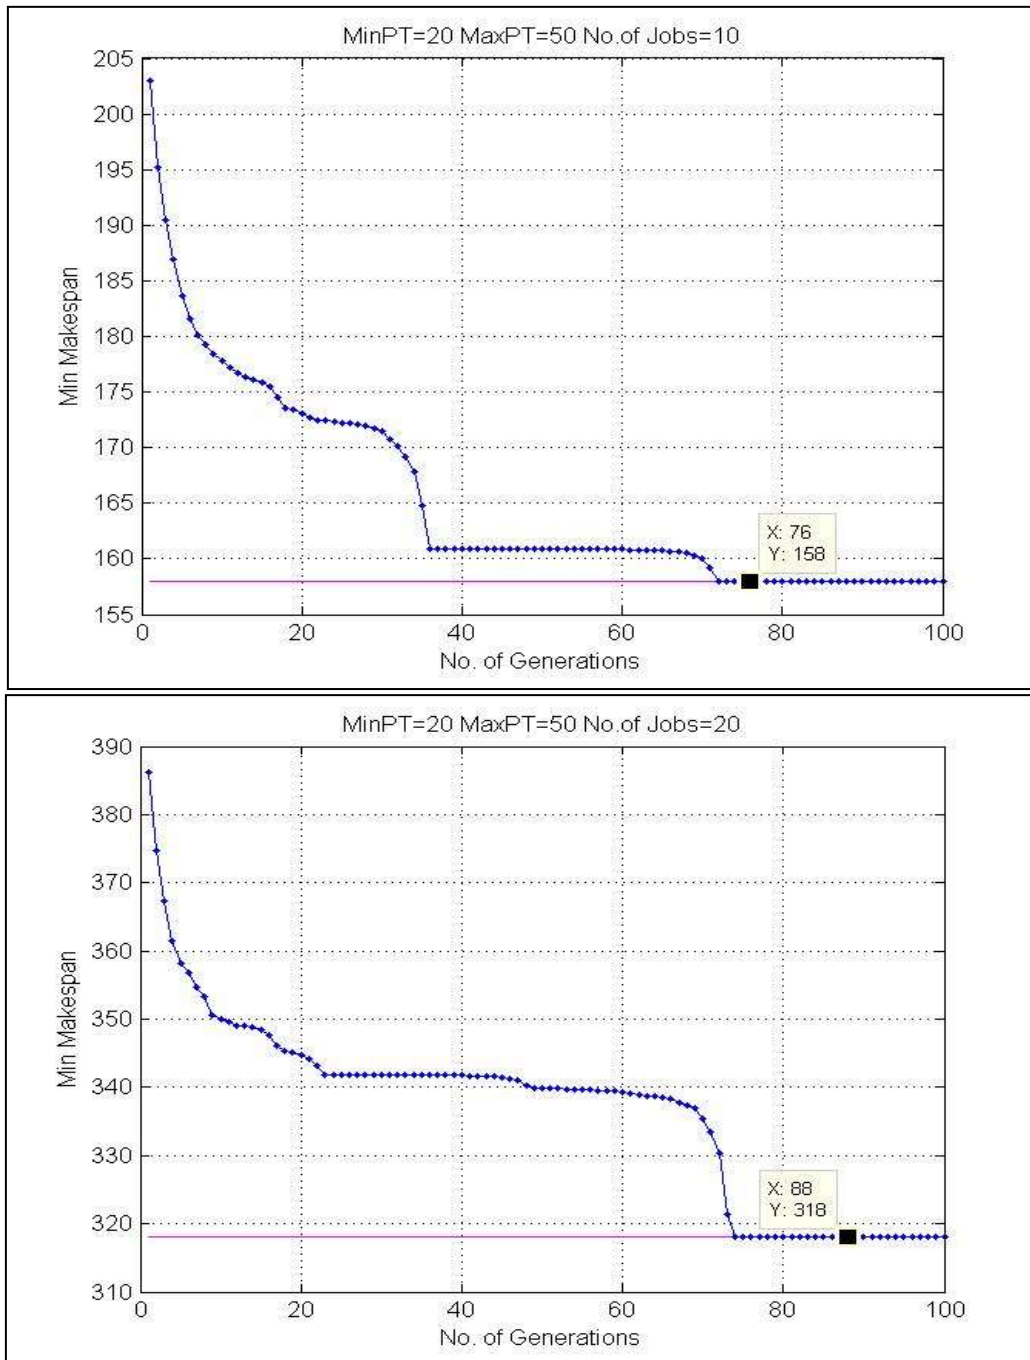 MinPT=20 MaxPT=50 No.of Jobs=10
205
200
195
190
185
180
175
170
165
160
155
Min Makespan
X: 76
Y: 158
0 20 40 60 80 100
No. of Generations
MinPT=20 MaxPT=50 No.of Jobs=20
390
380
370
360
350
340
330
320
310
Min Makespan
X: 88
Y: 318
0 20 40 60 80 100
No. of Generations